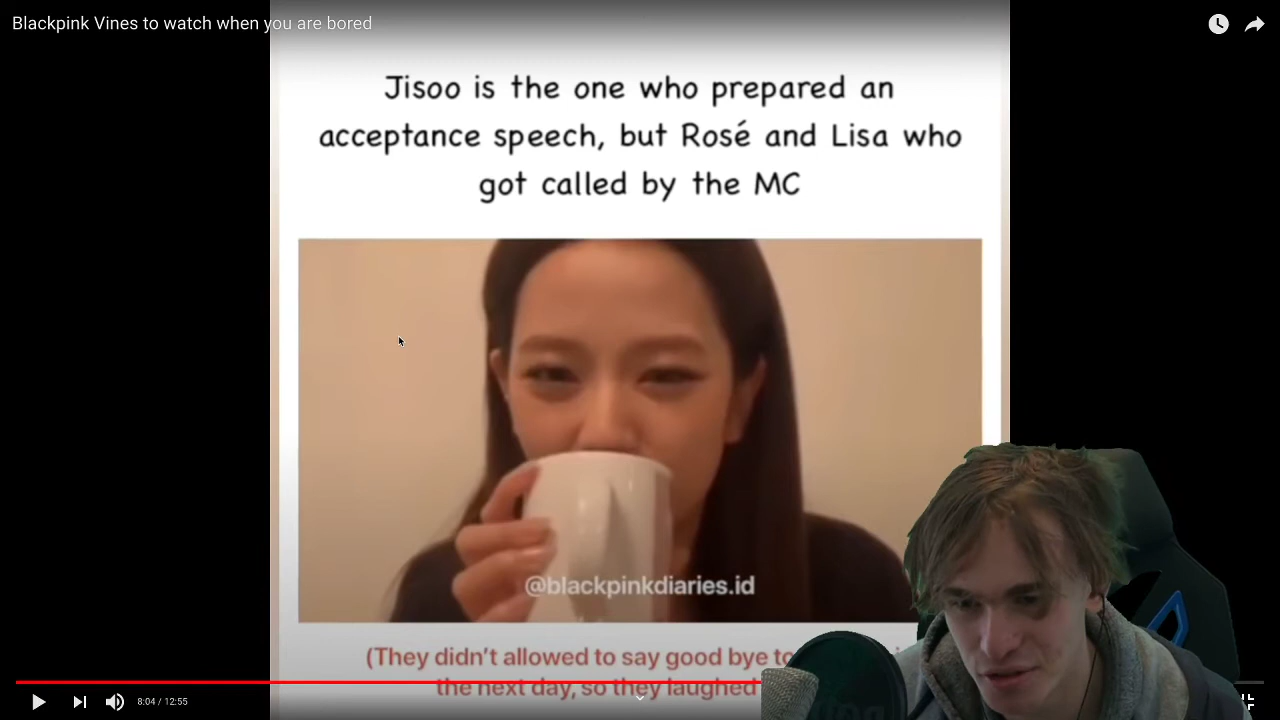 Blackpink Vines to watch when you are bored
Jisoo is the one who prepared an
acceptance speech, but Rosé and Lisa who
got called by the MC
@blackpinkdiaries.id
(They didn't allowed to say good bye to
the next day, so they laughed
8:04 / 12:55